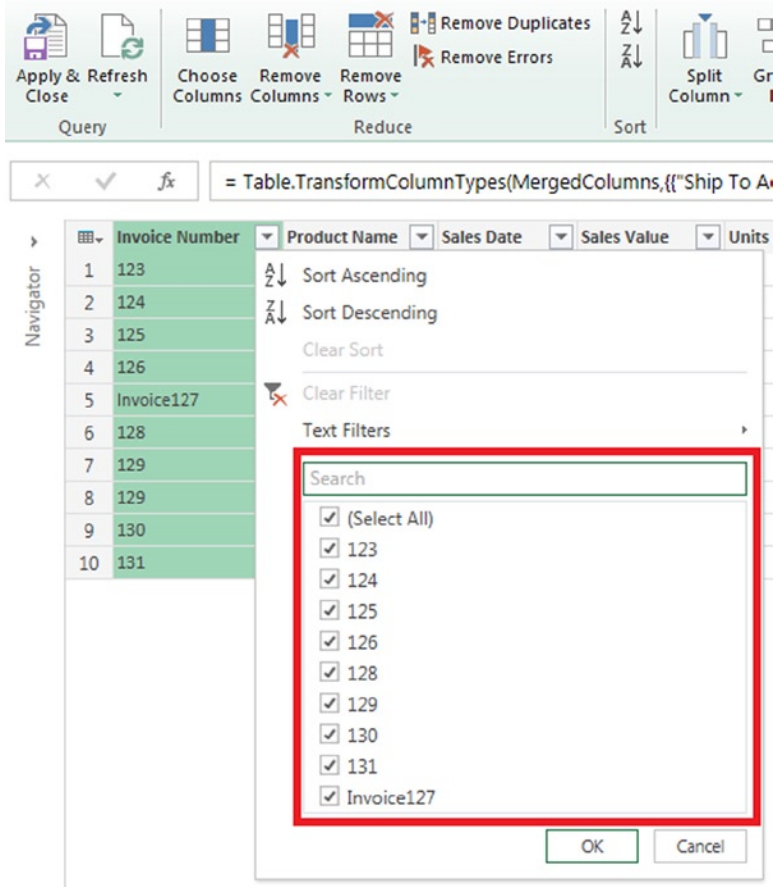 Remove Duplicates
Remove Errors
Apply & Refresh
Close
Choose
Columns
Remove
Columns
Remove
Rows
Split
Column
Query
Reduce
Sort
fx
= Table.TransformColumnTypes(MergedColumns,{{"Ship To
Navigator
Invoice Number Product Name Sales Date Sales Value Units
1 123
2 124
3 125
4 126
5 Invoice127
6 128
7 129
8 129
9 130
10 131
Sort Ascending
Sort Descending
Clear Sort
Clear Filter
Text Filters
Search
(Select All)
123
124
125
126
128
129
130
131
Invoice127
OK Cancel